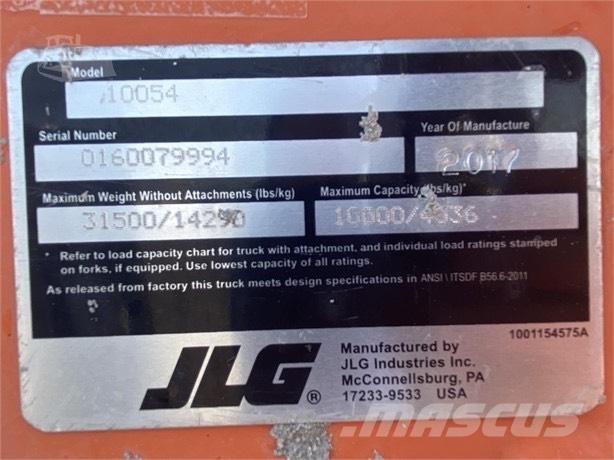 Model
10054
Serial Number
Year Of Manufacture
0160079994
2017
Maximum Weight Without Attachments (lbs/kg)
Maximum Capacity (lbs/kg)*
31500/14290
10000/4536
* Refer to load capacity chart for truck with attachment, and individual load ratings stamped
on forks, if equipped. Use lowest capacity of all ratings.
As released from factory this truck meets design specifications in ANSI \ ITSDF B56.6-2011
1001154575A
JLG®
Manufactured by
JLG Industries Inc.
McConnellsburg, PA
17233-9533 USA
mascus